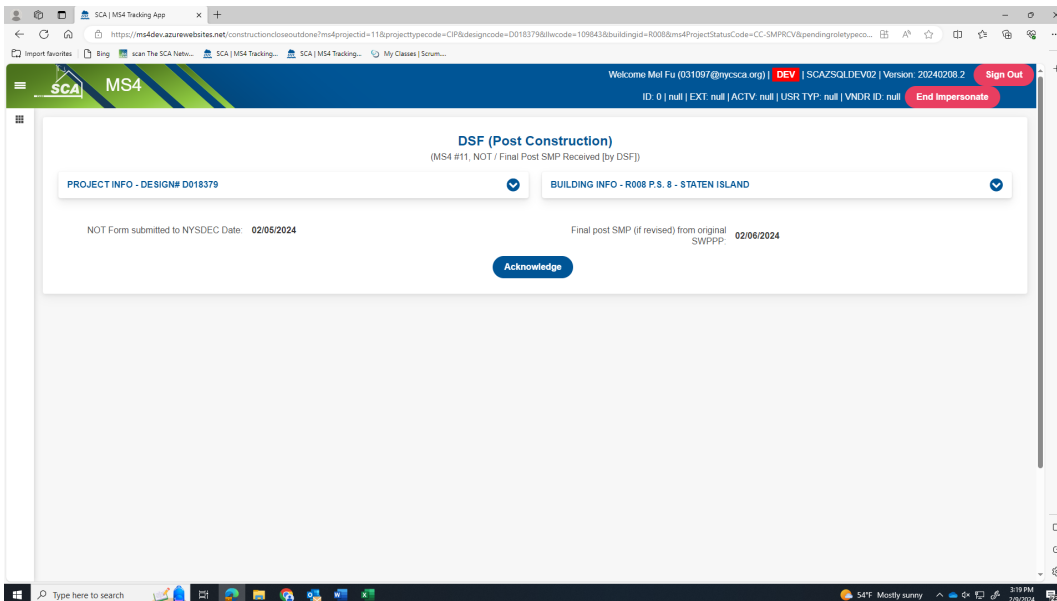 SCA | MS4 Tracking App
https://ms4dev.azurewebsites.net/constructioncloseoutdone?ms4projectid=11&projecttypecode=CIP&designcode=D018379&llwcode=109843&buildingid=R008&ms4ProjectStatusCode=CC-SMPRCV&pendingroletypeco...
Import favorites Bing scan The SCA Netw... SCA | MS4 Tracking... SCA | MS4 Tracking... My Classes | Scrum....
SCA MS4
Welcome Mel Fu (031097@nycsca.org) | DEV | SCAZSQLDEV02 | Version: 20240208.2 Sign Out
ID: 0 | null | EXT: null | ACTV: null | USR TYP: null | VNDR ID: null End Impersonate
DSF (Post Construction)
(MS4 #11, NOT / Final Post SMP Received [by DSF])
PROJECT INFO - DESIGN# D018379 BUILDING INFO - R008 P.S. 8 - STATEN ISLAND
NOT Form submitted to NYSDEC Date: 02/05/2024
Final post SMP (if revised) from original
SWPPP: 02/06/2024
Acknowledge
Type here to search
54°F Mostly sunny
3:19 PM
2/9/2024